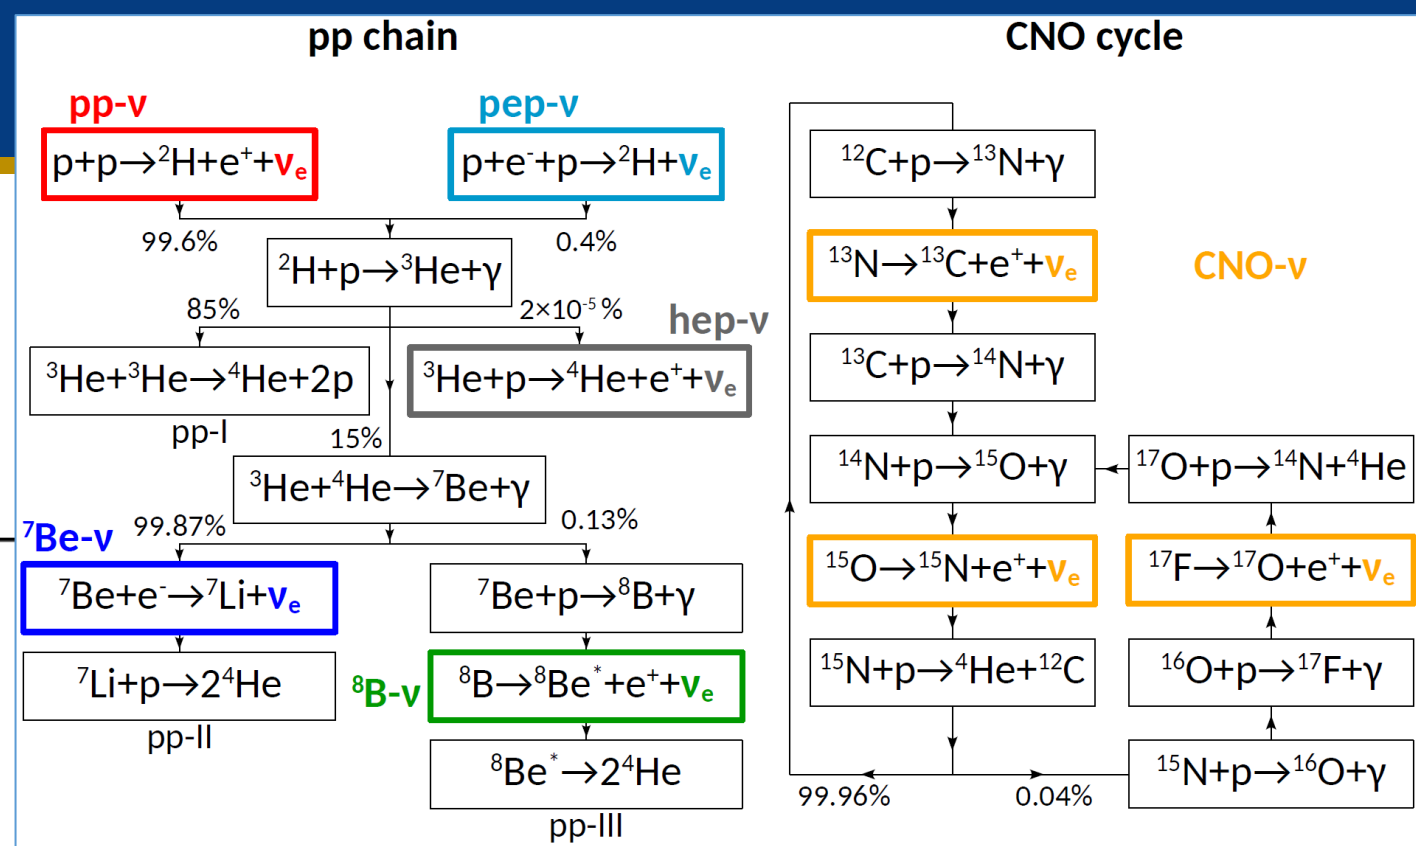 pp chain
pp-ν
pep-ν
p+p→²H+e⁺+νₑ
p+e⁻+p→²H+νₑ
99.6%
0.4%
²H+p→³He+γ
85%
2×10⁻⁵ %
hep-ν
³He+³He→⁴He+2p
³He+p→⁴He+e⁺+νₑ
pp-I
15%
³He+⁴He→⁷Be+γ
⁷Be-ν
99.87%
0.13%
⁷Be+e⁻→⁷Li+νₑ
⁷Be+p→⁸B+γ
⁷Li+p→2⁴He
⁸B-ν
⁸B→⁸Be*+e⁺+νₑ
pp-II
⁸Be*→2⁴He
pp-III
CNO cycle
¹²C+p→¹³N+γ
¹³N→¹³C+e⁺+νₑ
CNO-ν
¹³C+p→¹⁴N+γ
¹⁴N+p→¹⁵O+γ
¹⁷O+p→¹⁴N+⁴He
¹⁵O→¹⁵N+e⁺+νₑ
¹⁷F→¹⁷O+e⁺+νₑ
¹⁵N+p→⁴He+¹²C
¹⁶O+p→¹⁷F+γ
¹⁵N+p→¹⁶O+γ
99.96%
0.04%